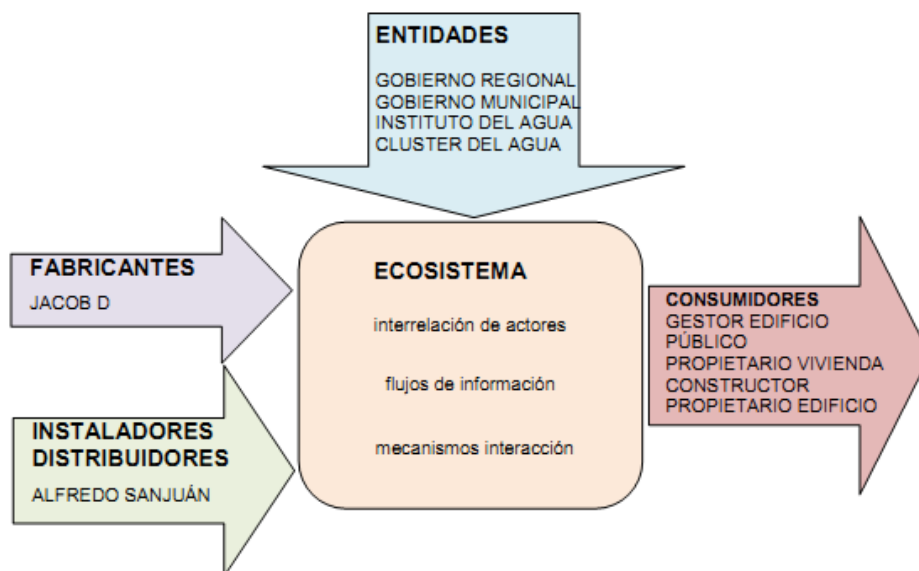 ENTIDADES
GOBIERNO REGIONAL
GOBIERNO MUNICIPAL
INSTITUTO DEL AGUA
CLUSTER DEL AGUA
FABRICANTES
JACOB D
INSTALADORES
DISTRIBUIDORES
ALFREDO SANJUÁN
ECOSISTEMA
interrelación de actores
flujos de información
mecanismos interacción
CONSUMIDORES
GESTOR EDIFICIO
PÚBLICO
PROPIETARIO VIVIENDA
CONSTRUCTOR
PROPIETARIO EDIFICIO